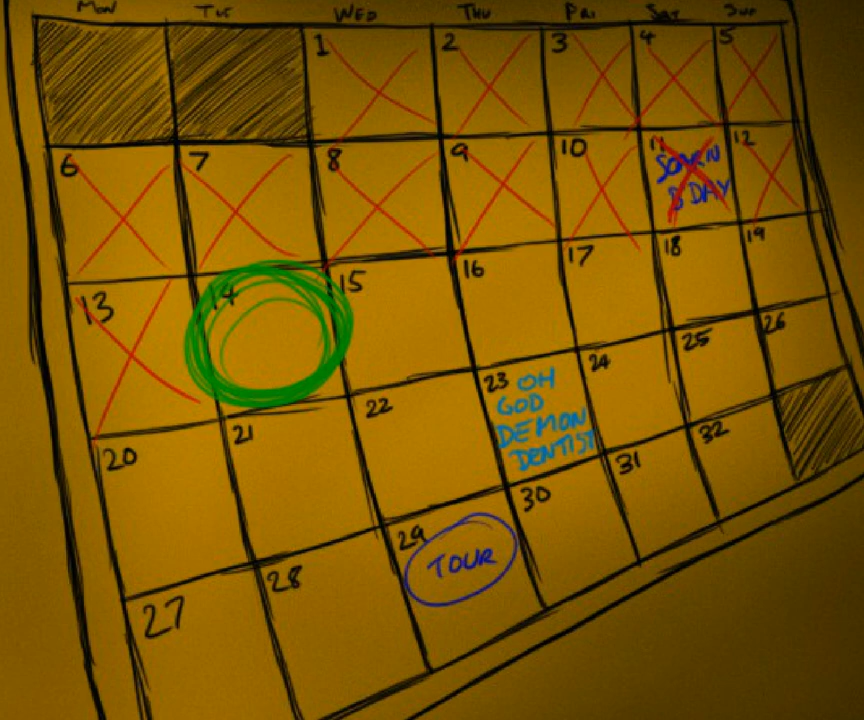 MON TUE WED THU FRI SAT SUN
1 2 3 4 5
6 7 8 9 10 11 12
B DAY
13 14 15 16 17 18 19
20 21 22 23 24 25 26
OH
GOD
DEMON
DENTIST
27 28 29 30 31 32
TOUR